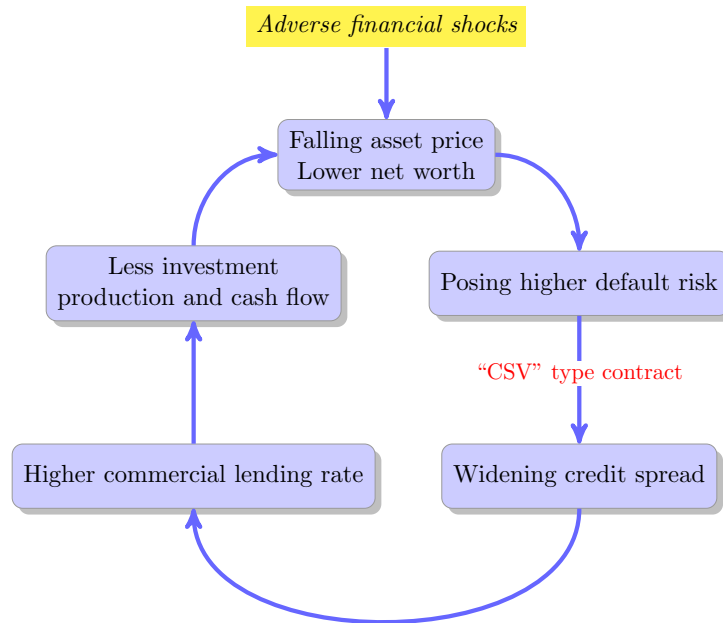 Adverse financial shocks
Falling asset price
Lower net worth
Less investment
production and cash flow
Posing higher default risk
“CSV” type contract
Higher commercial lending rate
Widening credit spread